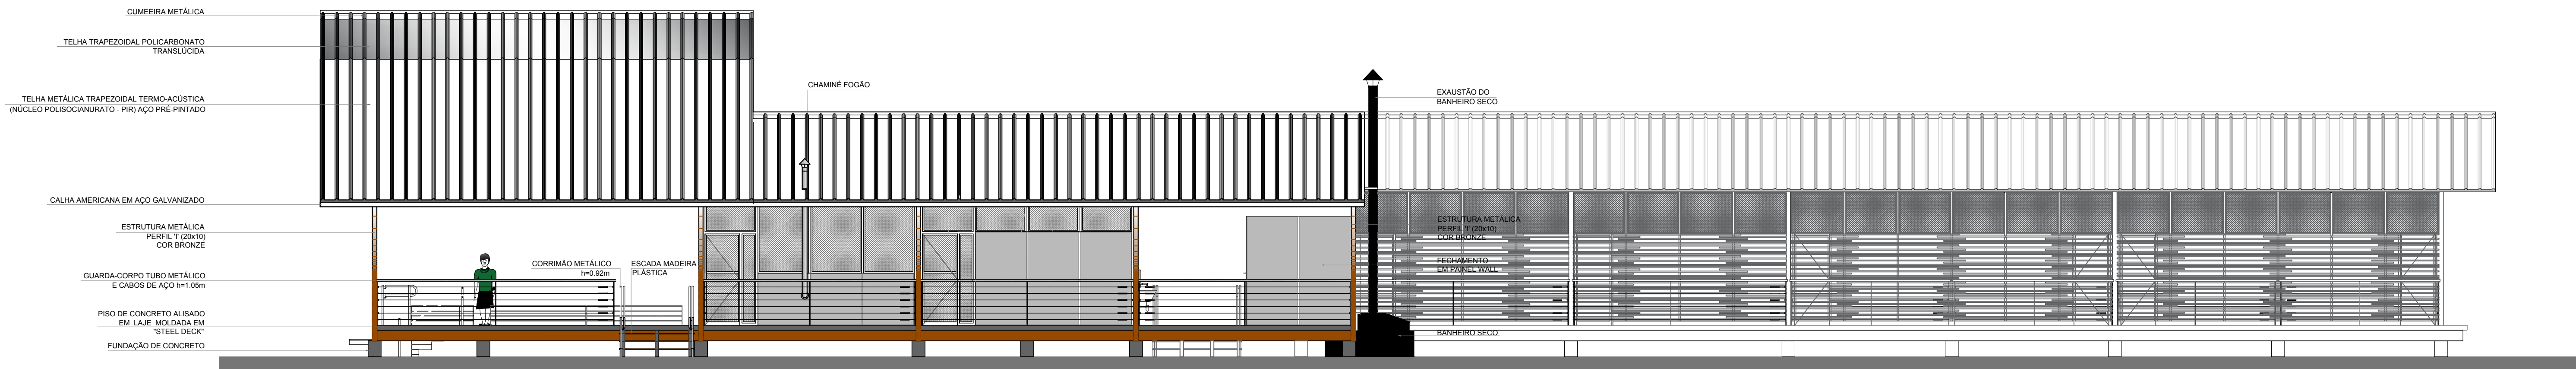 CUMEEIRA METÁLICA
TELHA TRAPEZOIDAL POLICARBONATO
TRANSLÚCIDA
TELHA METÁLICA TRAPEZOIDAL TERMO-ACÚSTICA
(NÚCLEO POLISOCIANURATO - PIR) AÇO PRÉ-PINTADO
CALHA AMERICANA EM AÇO GALVANIZADO
ESTRUTURA METÁLICA
PERFIL 'I' (20x10)
COR BRONZE
GUARDA-CORPO TUBO METÁLICO
E CABOS DE AÇO h=1.05m
PISO DE CONCRETO ALISADO
EM LAJE MOLDADA EM
"STEEL DECK"
FUNDAÇÃO DE CONCRETO
CORRIMÃO METÁLICO
h=0.92m
ESCADA MADEIRA
PLÁSTICA
CHAMINÉ FOGÃO
EXAUSTÃO DO
BANHEIRO SECO
ESTRUTURA METÁLICA
PERFIL 'I' (20x10)
COR BRONZE
FECHAMENTO
EM PAINEL WALL
BANHEIRO SECO